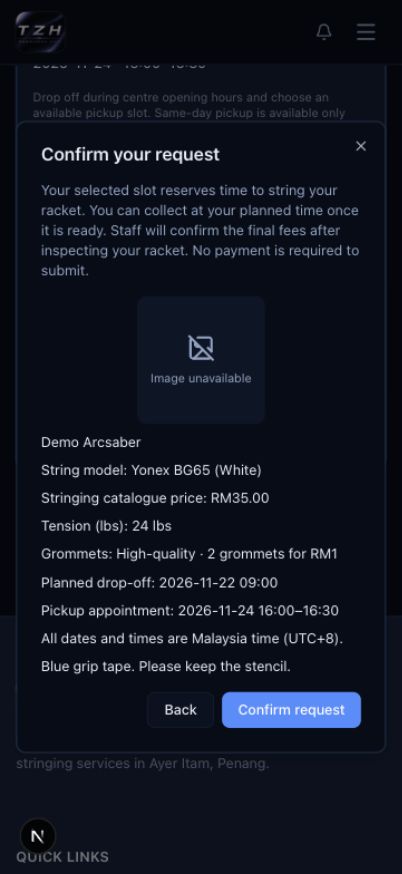 TZH
Drop off during centre opening hours and choose an
available pickup slot. Same-day pickup is available only
Confirm your request
Your selected slot reserves time to string your
racket. You can collect at your planned time once
it is ready. Staff will confirm the final fees after
inspecting your racket. No payment is required to
submit.
Image unavailable
Demo Arcsaber
String model: Yonex BG65 (White)
Stringing catalogue price: RM35.00
Tension (lbs): 24 lbs
Grommets: High-quality · 2 grommets for RM1
Planned drop-off: 2026-11-22 09:00
Pickup appointment: 2026-11-24 16:00–16:30
All dates and times are Malaysia time (UTC+8).
Blue grip tape. Please keep the stencil.
Back
Confirm request
stringing services in Ayer Itam, Penang.
N
QUICK LINKS